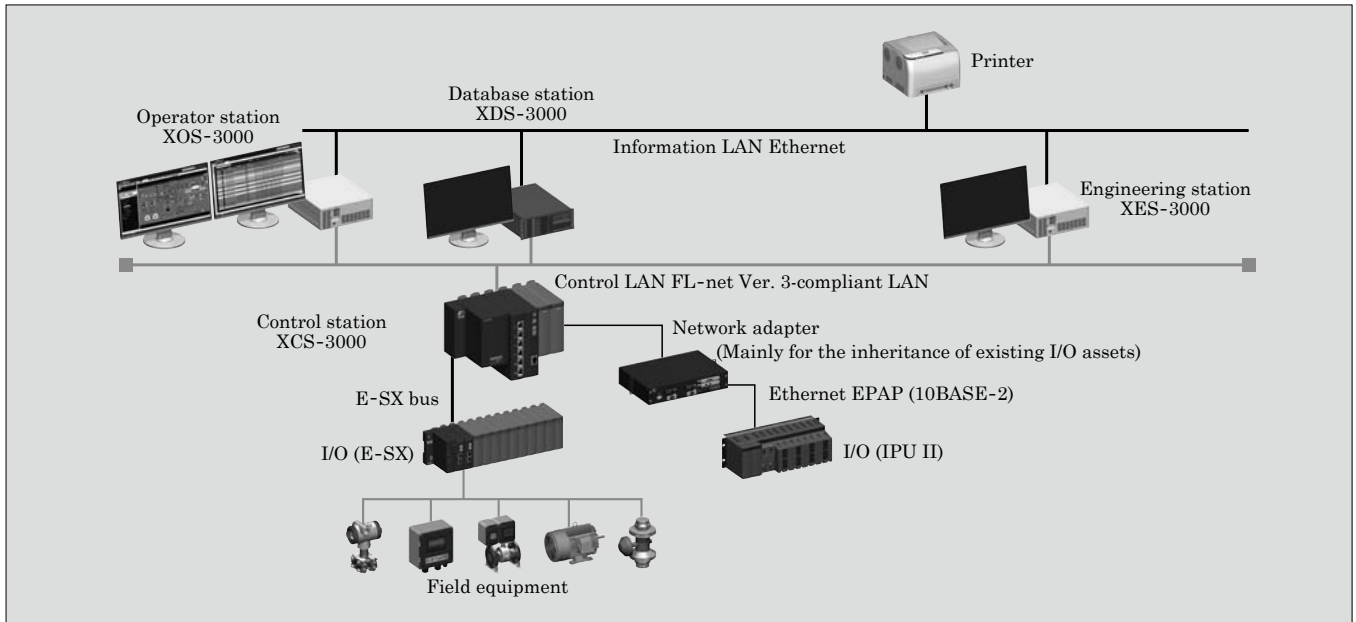 Printer
Database station
XDS-3000
Operator station
XOS-3000
Information LAN Ethernet
Engineering station
XES-3000
Control LAN FL-net Ver. 3-compliant LAN
Control station
XCS-3000
Network adapter
(Mainly for the inheritance of existing I/O assets)
E-SX bus
Ethernet EPAP (10BASE-2)
I/O (E-SX)
I/O (IPU II)
Field equipment